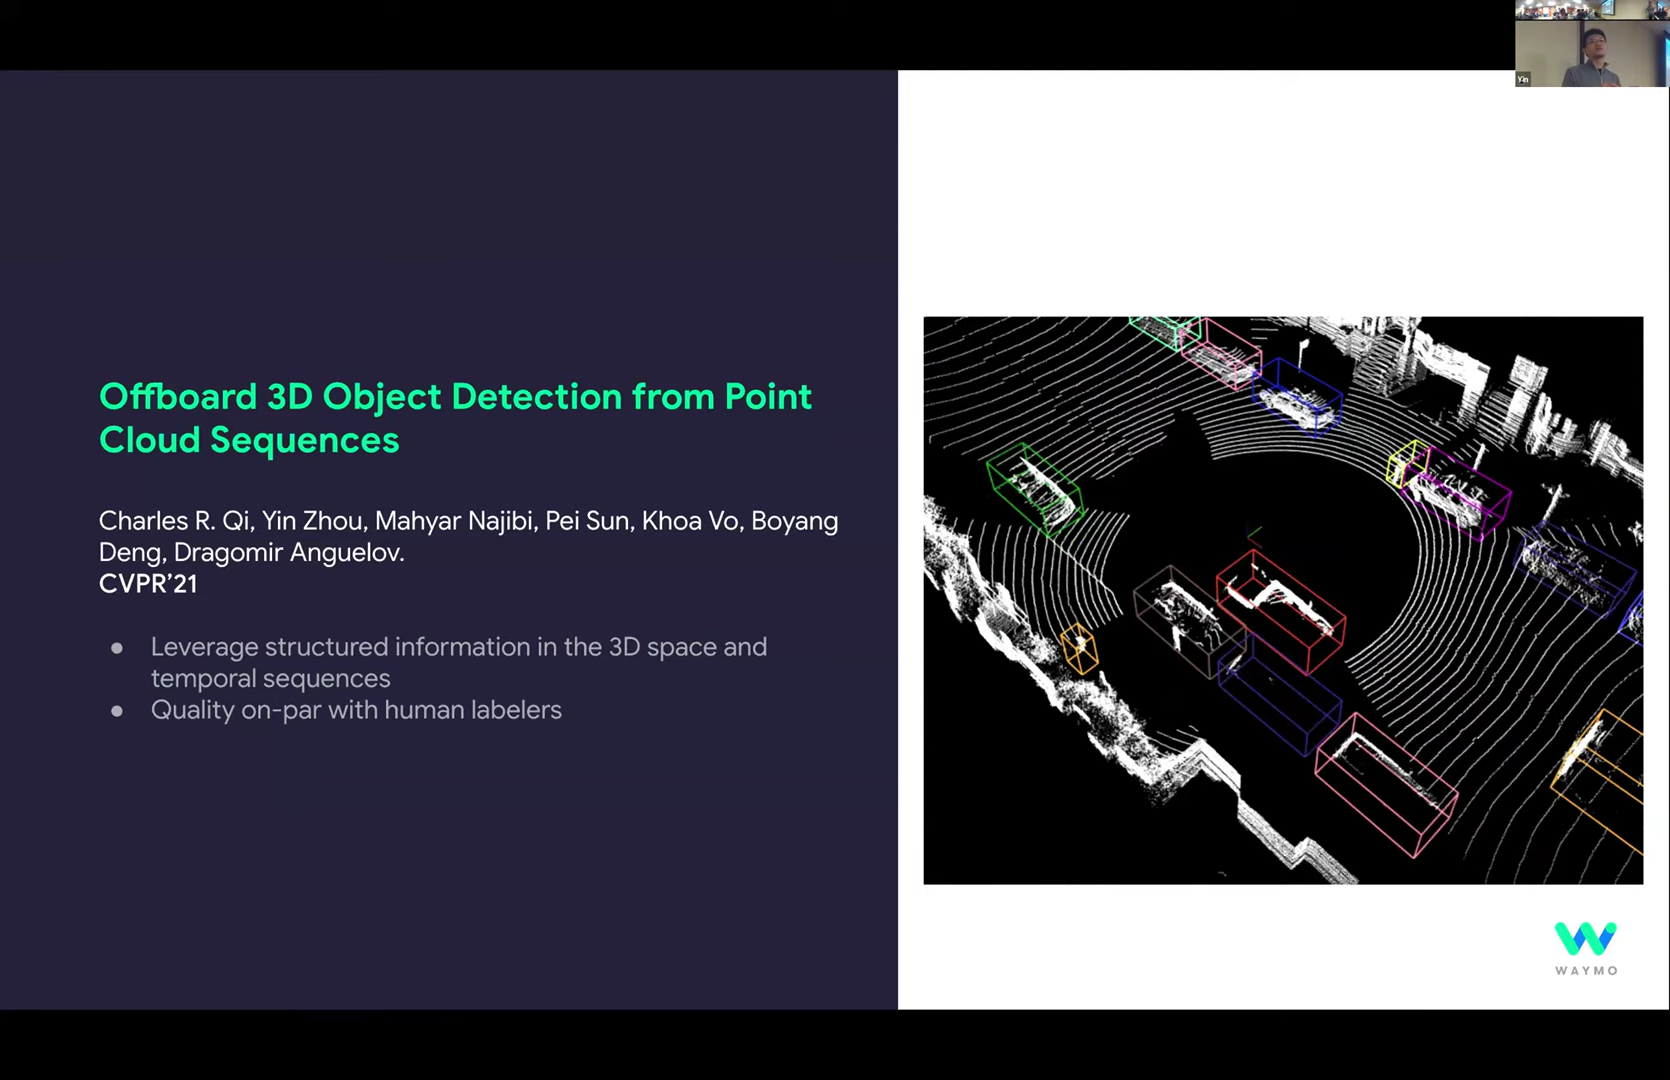 Yin
Offboard 3D Object Detection from Point
Cloud Sequences
Charles R. Qi, Yin Zhou, Mahyar Najibi, Pei Sun, Khoa Vo, Boyang
Deng, Dragomir Anguelov.
CVPR’21
● Leverage structured information in the 3D space and
temporal sequences
● Quality on-par with human labelers
WAYMO